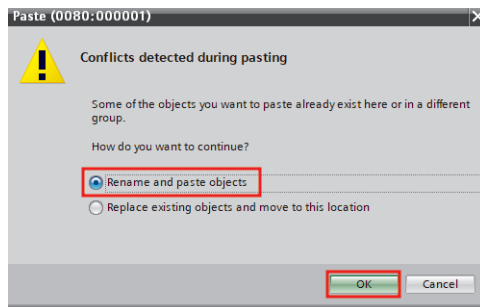 Paste (0080:000001)
Conflicts detected during pasting
Some of the objects you want to paste already exist here or in a different
group.
How do you want to continue?
Rename and paste objects
Replace existing objects and move to this location
OK
Cancel